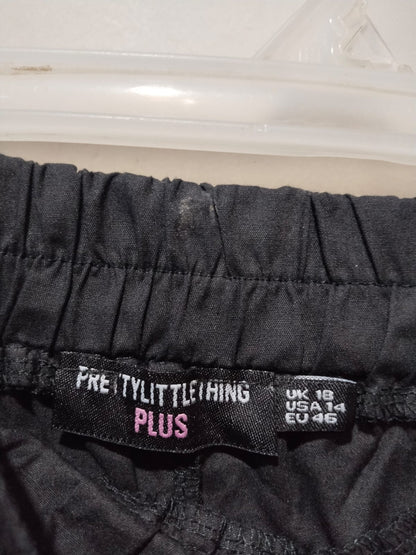 PRETTYLITTLETHING
PLUS
UK 18
USA 14
EU 46